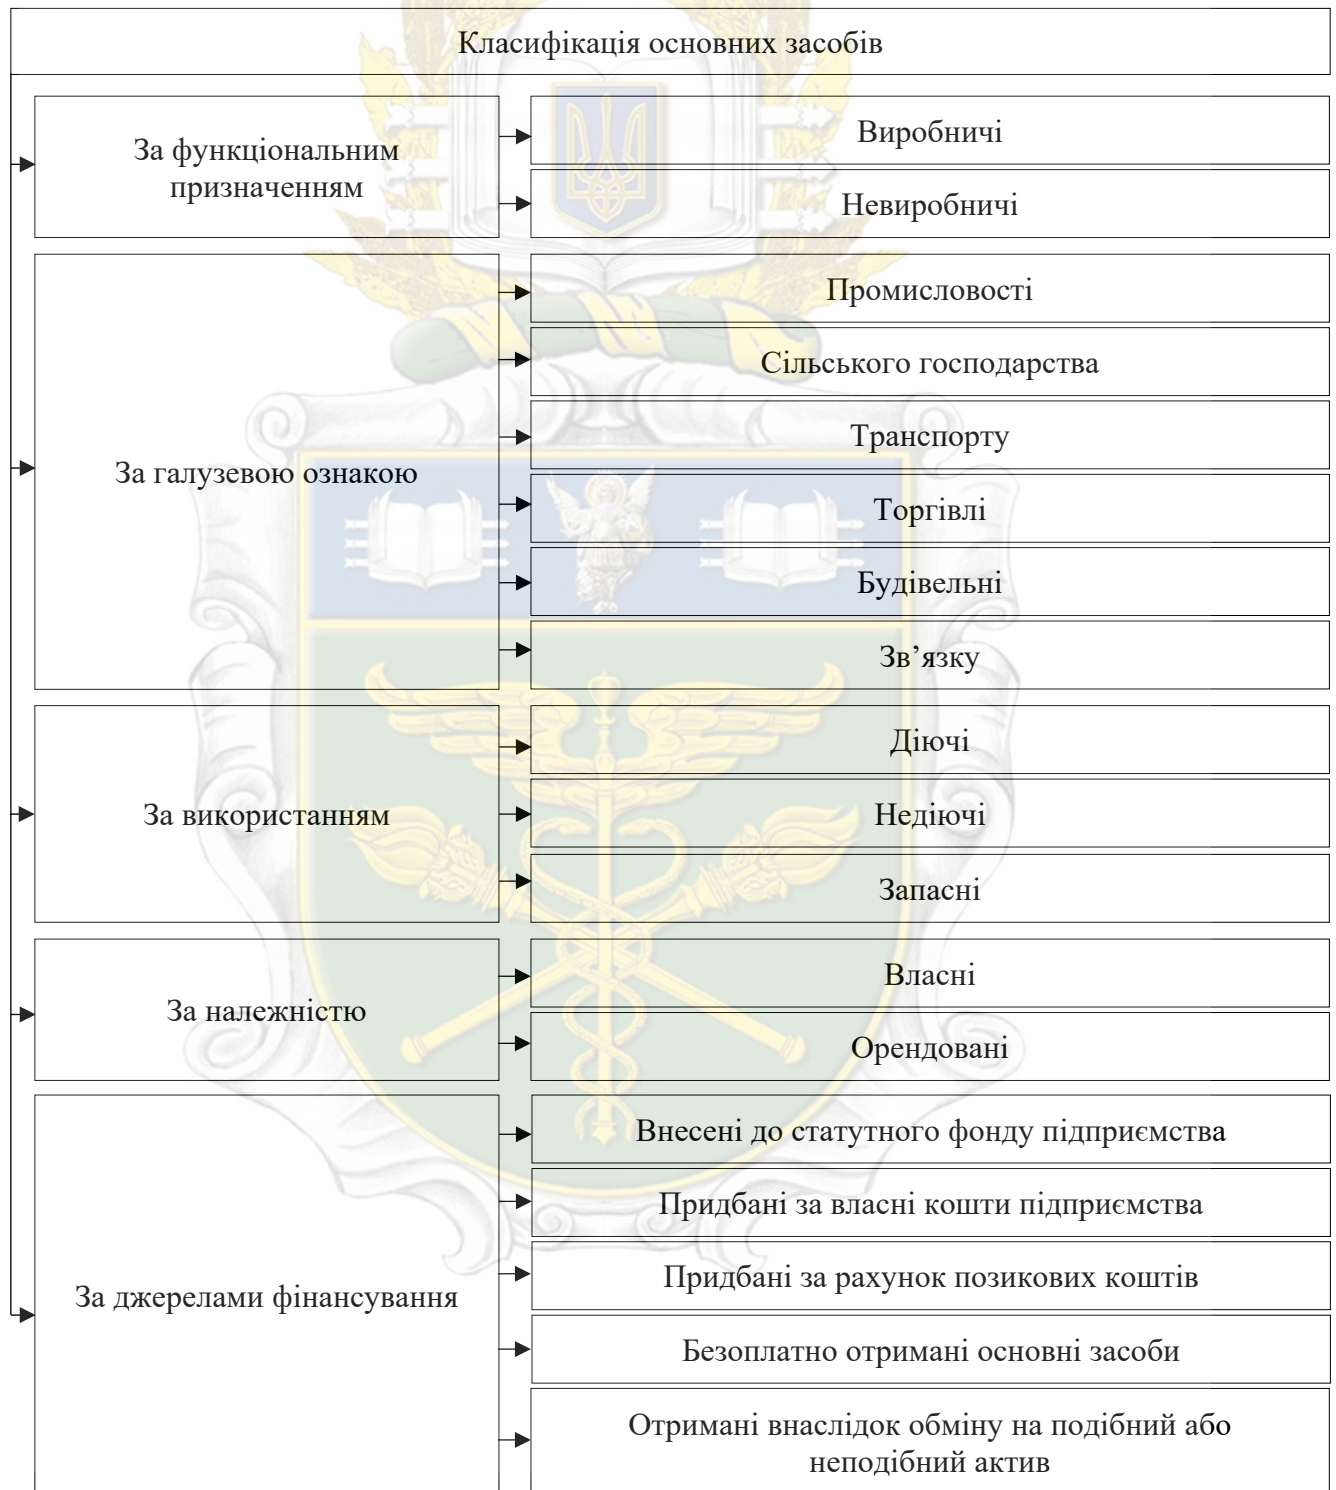 Класифікація основних засобів
За функціональним
призначенням
Виробничі
Невиробничі
За галузевою ознакою
Промисловості
Сільського господарства
Транспорту
Торгівлі
Будівельні
Зв’язку
За використанням
Діючі
Недіючі
Запасні
За належністю
Власні
Орендовані
За джерелами фінансування
Внесені до статутного фонду підприємства
Придбані за власні кошти підприємства
Придбані за рахунок позикових коштів
Безоплатно отримані основні засоби
Отримані внаслідок обміну на подібний або
неподібний актив